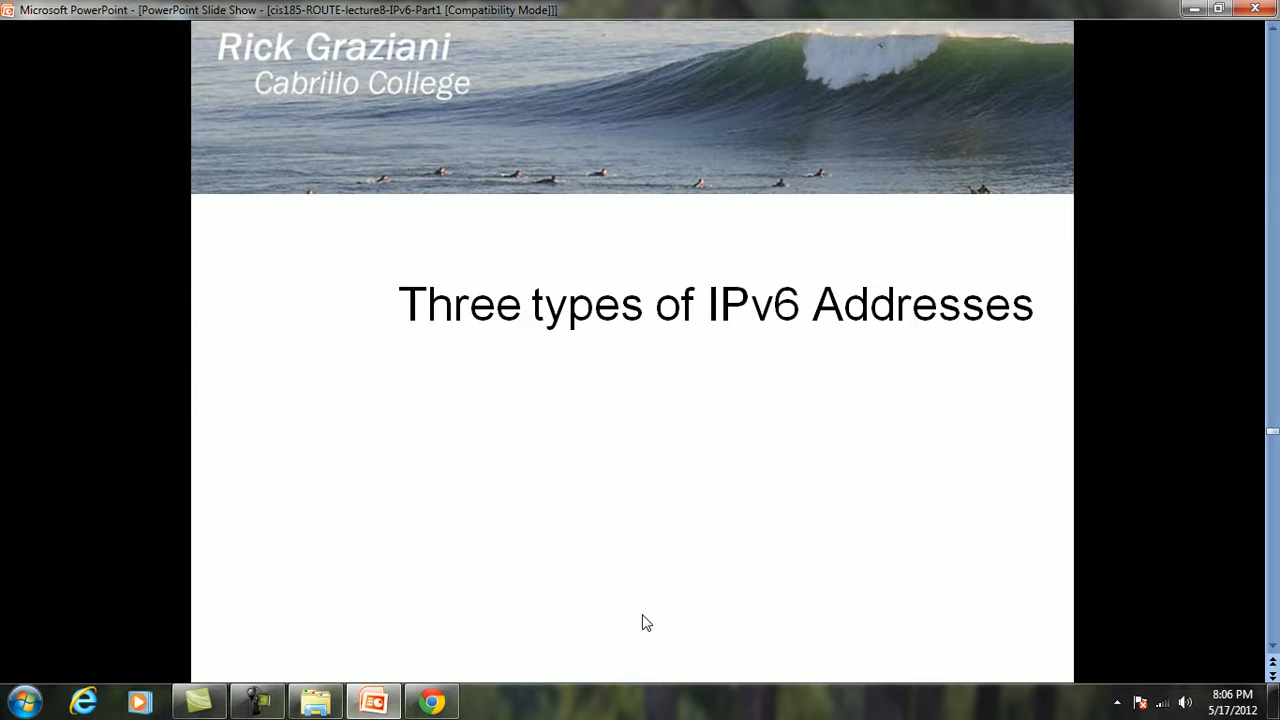 Microsoft PowerPoint - [PowerPoint Slide Show - [cis185-ROUTE-lecture8-IPv6-Part1 [Compatibility Mode]]]
Rick Graziani
Cabrillo College
Three types of IPv6 Addresses
8:06 PM
5/17/2012